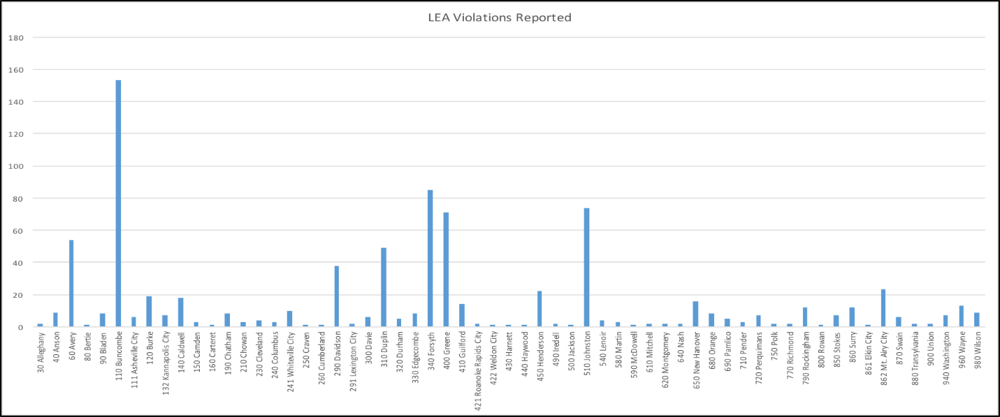 LEA Violations Reported
180
160
140
120
100
80
60
40
20
0
30 Alleghany
40 Anson
60 Avery
80 Bertie
90 Bladen
110 Buncombe
111 Asheville City
120 Burke
132 Kannapolis City
140 Caldwell
150 Camden
160 Carteret
190 Chatham
210 Chowan
230 Cleveland
240 Columbus
241 Whiteville City
250 Craven
260 Cumberland
290 Davidson
291 Lexington City
300 Davie
310 Duplin
320 Durham
330 Edgecombe
340 Forsyth
400 Greene
410 Guilford
421 Roanoke Rapids City
422 Weldon City
430 Harnett
440 Haywood
450 Henderson
490 Iredell
500 Jackson
510 Johnston
540 Lenoir
580 Martin
590 McDowell
610 Mitchell
620 Montgomery
640 Nash
650 New Hanover
680 Orange
690 Pamlico
710 Pender
720 Perquimans
750 Polk
770 Richmond
790 Rockingham
800 Rowan
850 Stokes
860 Surry
861 Elkin City
862 Mt. Airy City
870 Swain
880 Transylvania
900 Union
940 Washington
960 Wayne
980 Wilson